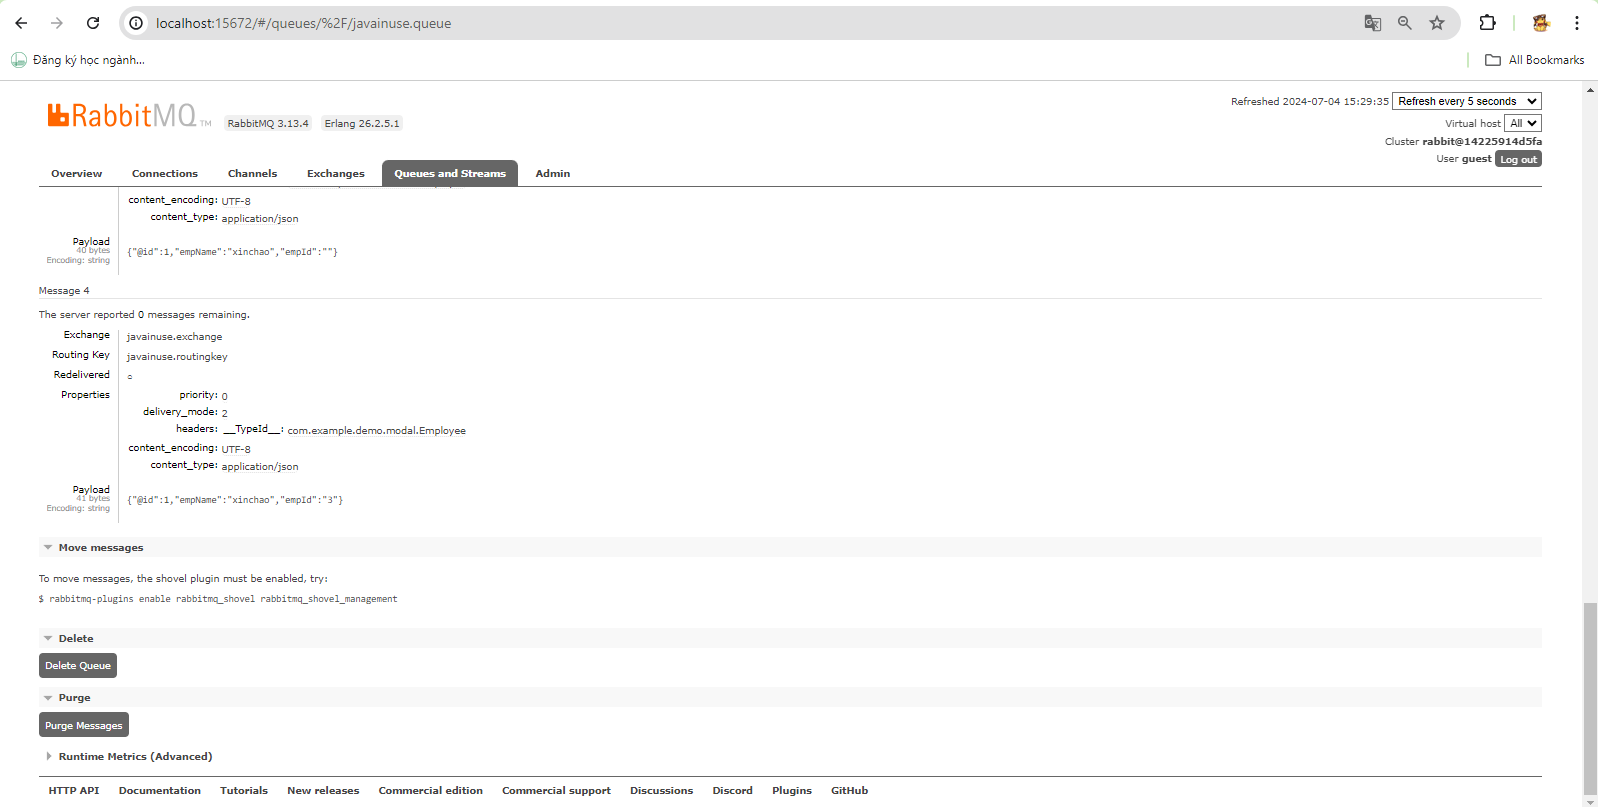 localhost:15672/#/queues/%2F/javainuse.queue
Đăng ký học ngành...
All Bookmarks
RabbitMQ TM
RabbitMQ 3.13.4 Erlang 26.2.5.1
Refreshed 2024-07-04 15:29:35 Refresh every 5 seconds
Virtual host All
Cluster rabbit@14225914d5fa
User guest Log out
Overview Connections Channels Exchanges Queues and Streams Admin
content_encoding: UTF-8
content_type: application/json
Payload
40 bytes
Encoding: string
{"@id":1,"empName":"xinchao","empId":""}
Message 4
The server reported 0 messages remaining.
Exchange javainuse.exchange
Routing Key javainuse.routingkey
Redelivered ○
Properties priority: 0
delivery_mode: 2
headers: __TypeId__: com.example.demo.modal.Employee
content_encoding: UTF-8
content_type: application/json
Payload
41 bytes
Encoding: string
{"@id":1,"empName":"xinchao","empId":"3"}
Move messages
To move messages, the shovel plugin must be enabled, try:
$ rabbitmq-plugins enable rabbitmq_shovel rabbitmq_shovel_management
Delete
Delete Queue
Purge
Purge Messages
Runtime Metrics (Advanced)
HTTP API Documentation Tutorials New releases Commercial edition Commercial support Discussions Discord Plugins GitHub